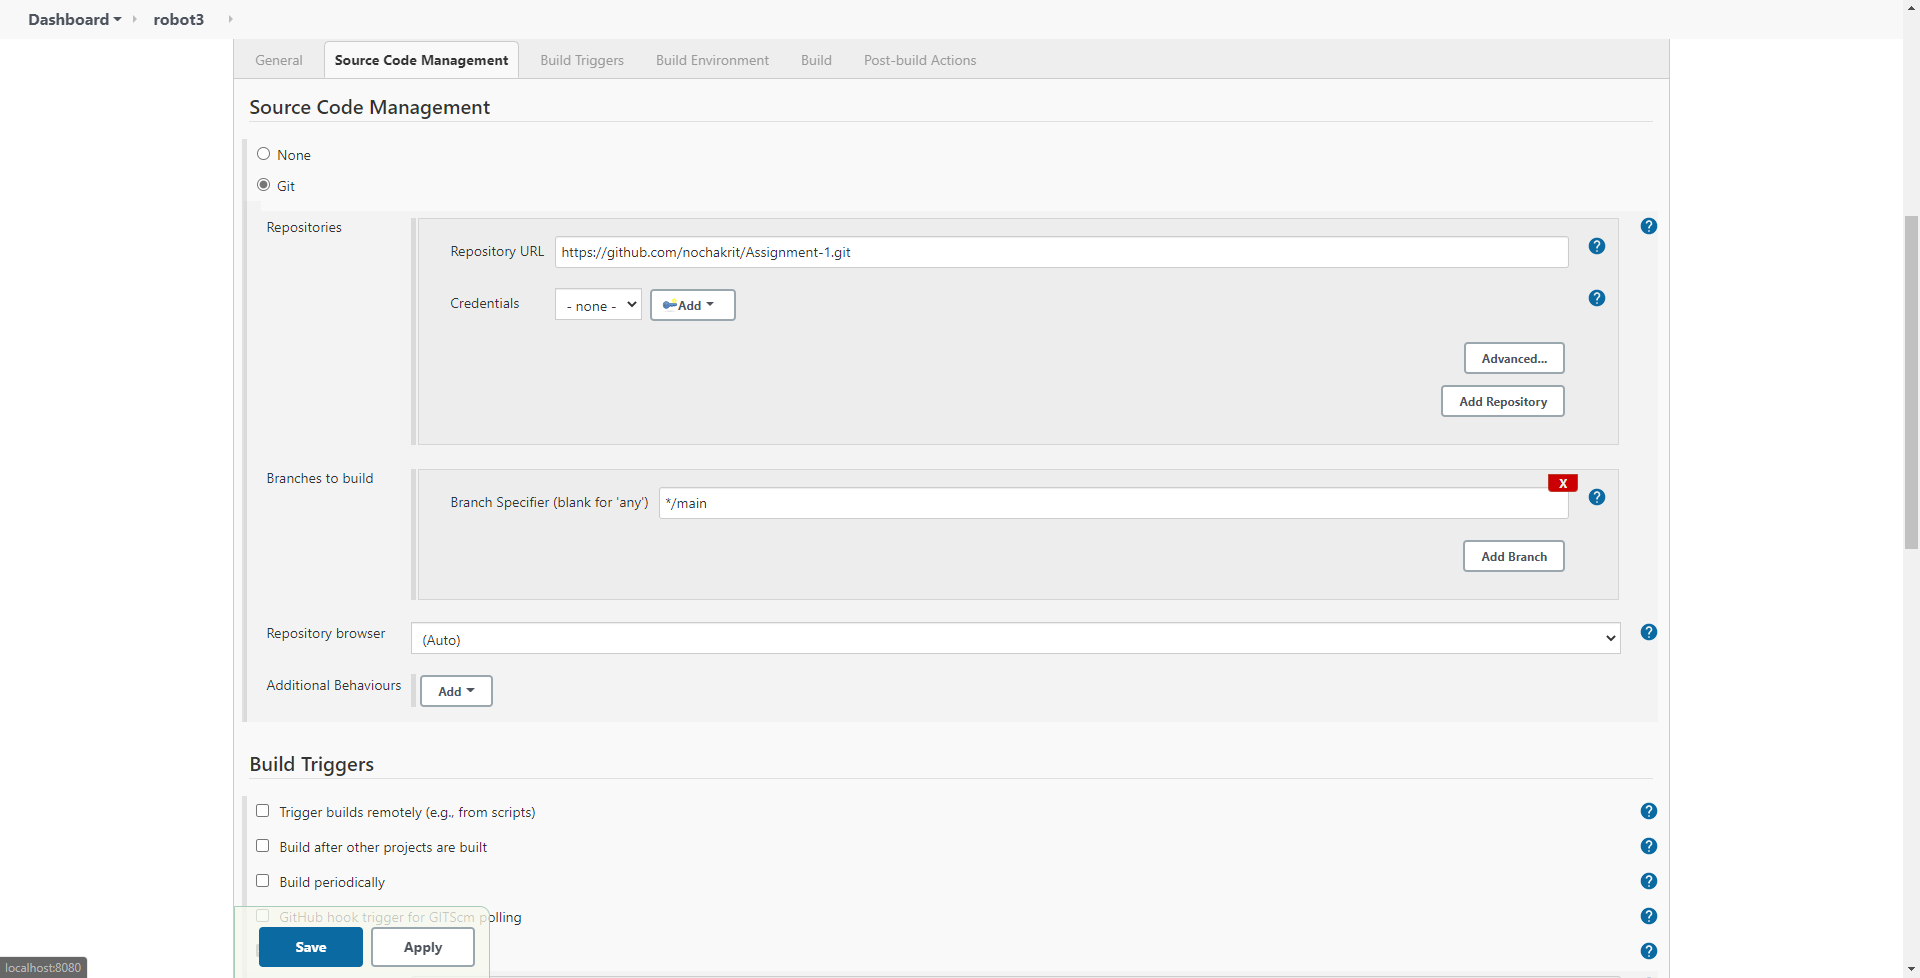 Dashboard robot3
General Source Code Management Build Triggers Build Environment Build Post-build Actions
Source Code Management
None
Git
Repositories
Repository URL https://github.com/nochakrit/Assignment-1.git
Credentials - none - Add
Advanced...
Add Repository
Branches to build
X
Branch Specifier (blank for 'any') */main
Add Branch
Repository browser (Auto)
Additional Behaviours Add
Build Triggers
Trigger builds remotely (e.g., from scripts)
Build after other projects are built
Build periodically
GitHub hook trigger for GITScm polling
Save Apply
localhost:8080